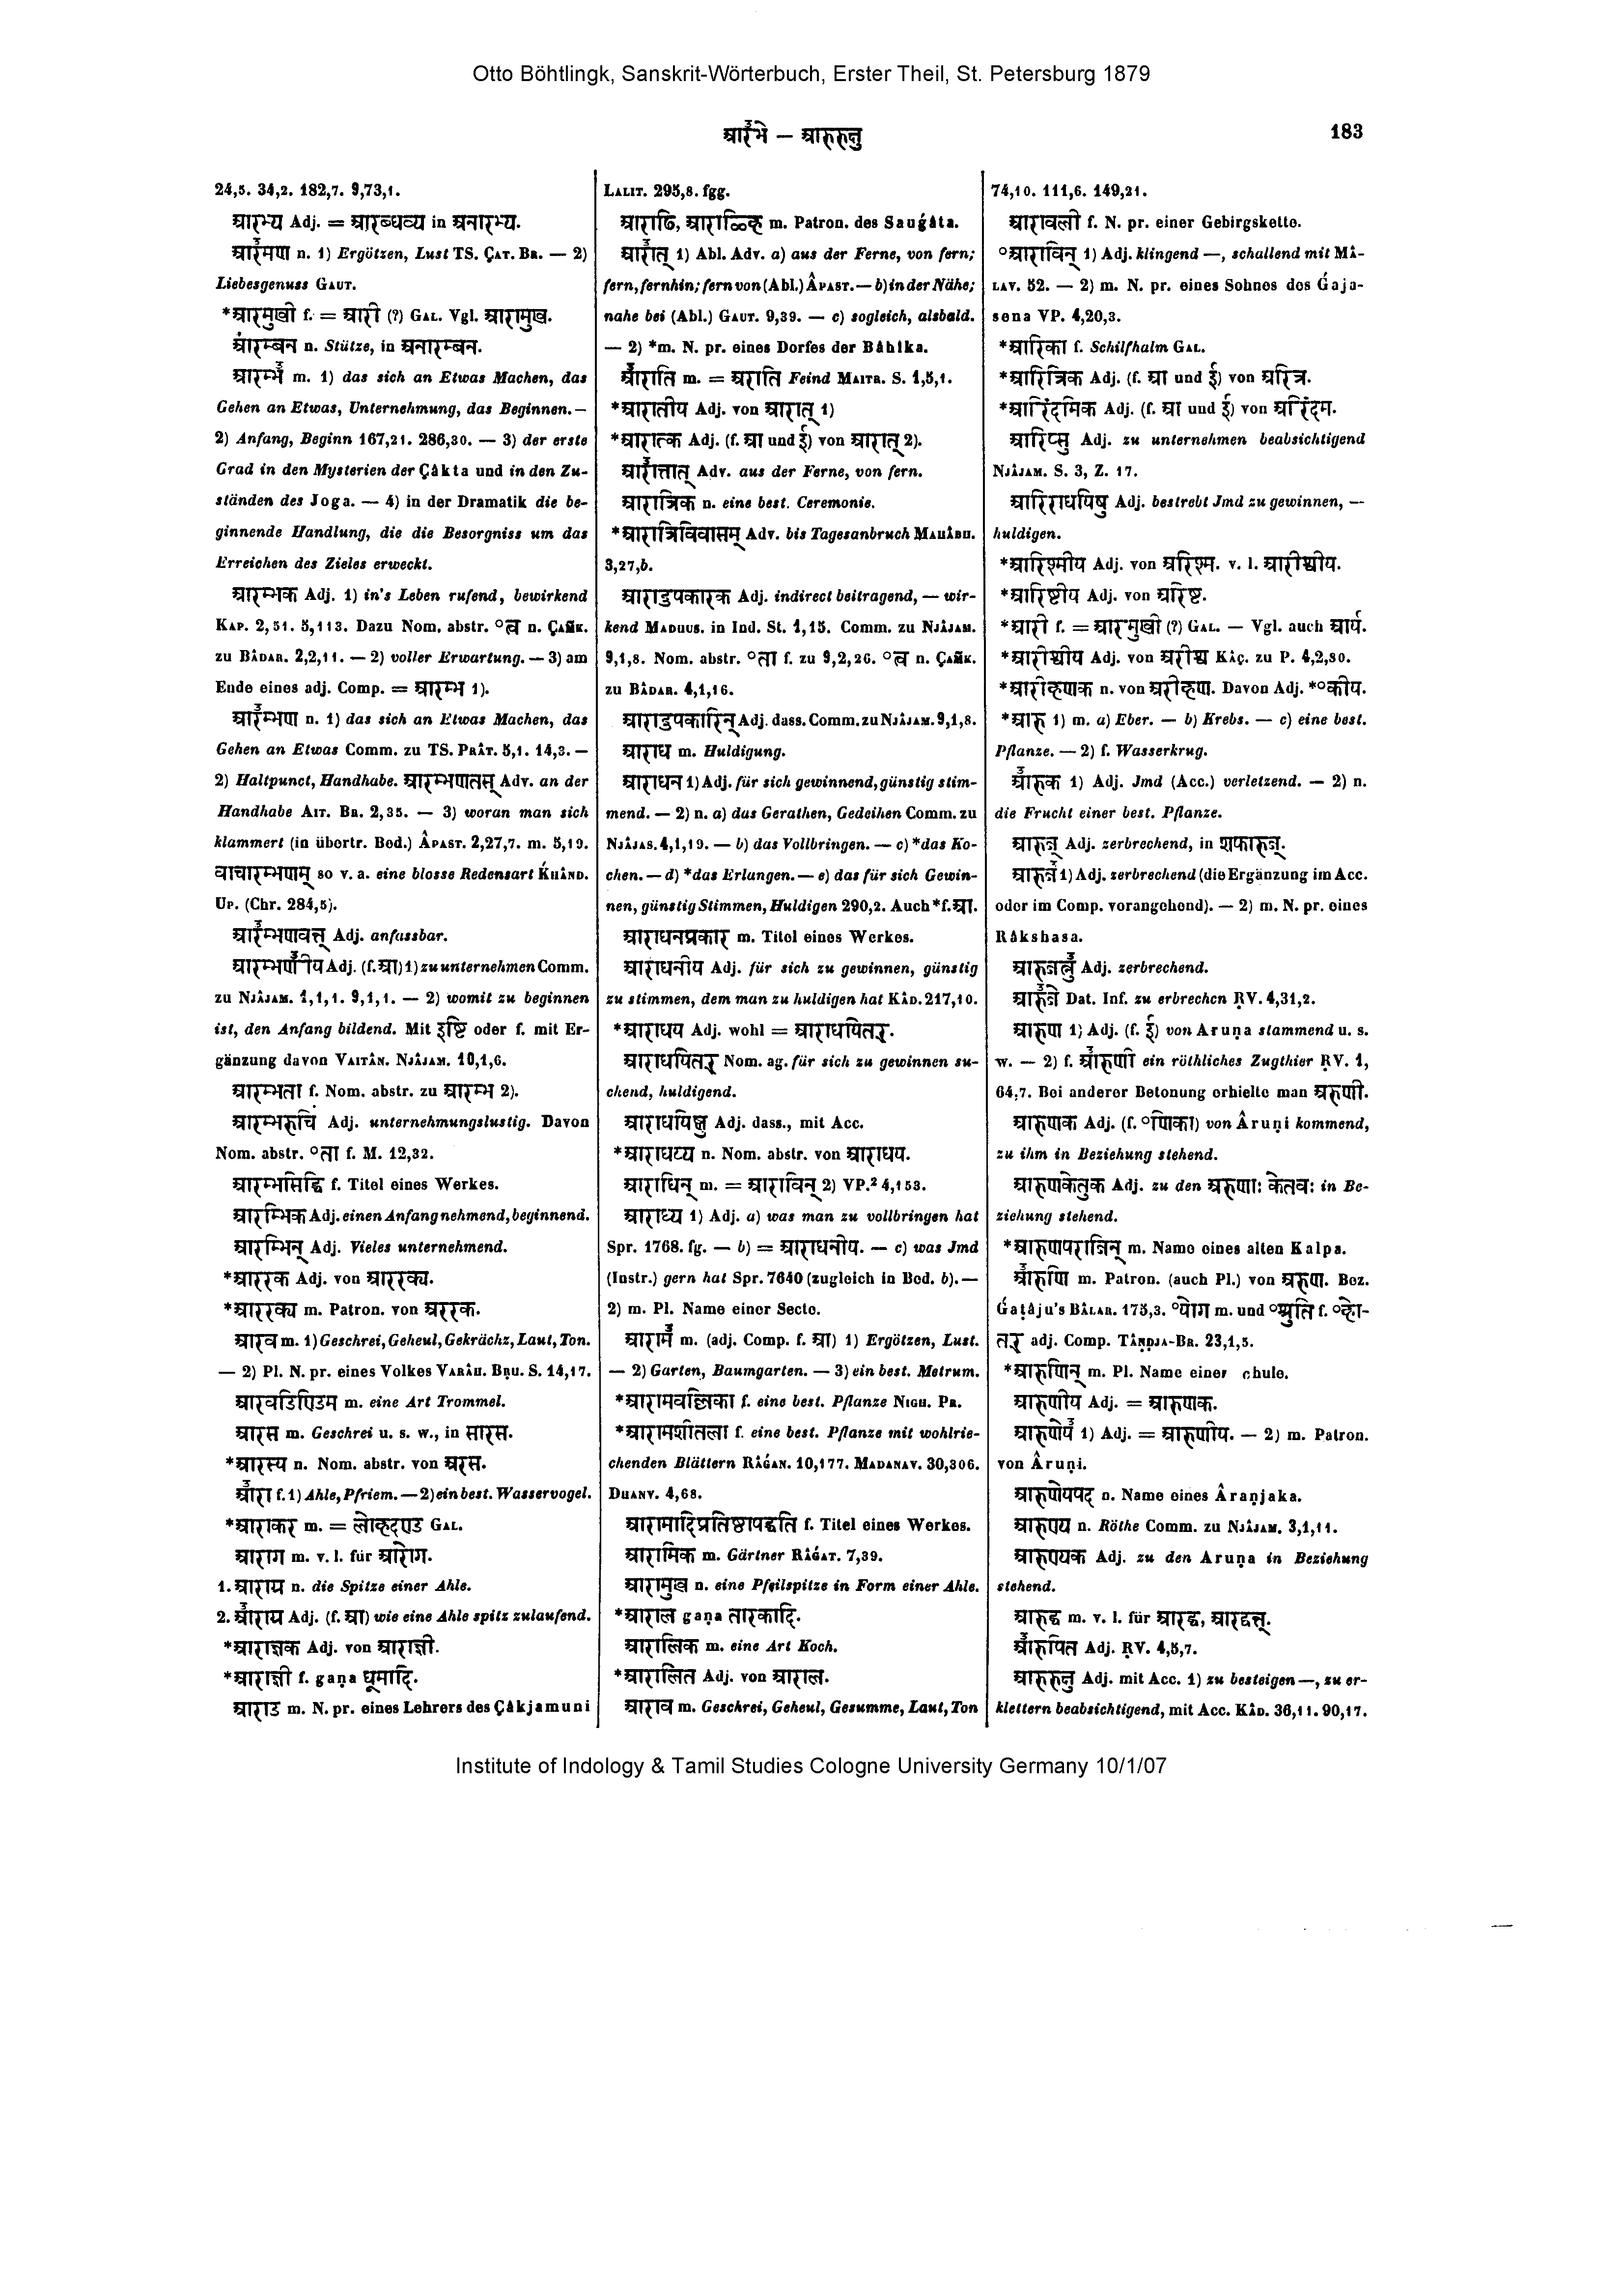 Otto Böhtlingk, Sanskrit-Wörterbuch, Erster Theil, St. Petersburg 1879
आरभे — आरुरुक्षु 183
24,5. 34,2. 182,7. 9,73,1.
आरभ्य Adj. = आरब्धव्य in अनारभ्य.
आरमण n. 1) Ergötzen, Lust TS. ÇAT. BR. — 2)
Liebesgenuss GAUT.
*आरमुखी f. = आरी (?) GAL. Vgl. आरामुख.
आरम्बन n. Stütze, in अनारम्बन.
आरम्भ m. 1) das sich an Etwas Machen, das
Gehen an Etwas, Unternehmung, das Beginnen. —
2) Anfang, Beginn 167,21. 286,30. — 3) der erste
Grad in den Mysterien der Çâkta und in den Zu-
ständen des Joga. — 4) in der Dramatik die be-
ginnende Handlung, die die Besorgniss um das
Erreichen des Zieles erweckt.
आरम्भक Adj. 1) in's Leben rufend, bewirkend
KAP. 2,51. 5,113. Dazu Nom. abstr. °त्व n. ÇAṂK.
zu BÂDAR. 2,2,11. — 2) voller Erwartung. — 3) am
Ende eines adj. Comp. = आरम्भ 1).
आरम्भण n. 1) das sich an Etwas Machen, das
Gehen an Etwas Comm. zu TS. PRÂT. 5,1. 14,3. —
2) Haltpunct, Handhabe. आरम्भणतस् Adv. an der
Handhabe AIT. BR. 2,35. — 3) woran man sich
klammert (in übertr. Bed.) ÂPAST. 2,27,7. m. 5,19.
वाचारम्भणम् so v. a. eine blosse Redensart ḰHÂND.
UP. (Chr. 284,5).
आरम्भणवत्त् Adj. anfassbar.
आरम्भणीय Adj. (f. आ) 1) zu unternehmen Comm.
zu NJÂJAM. 1,1,1. 9,1,1. — 2) womit zu beginnen
ist, den Anfang bildend. Mit इष्टि oder f. mit Er-
gänzung davon VAITÂN. NJÂJAM. 10,1,6.
आरम्भता f. Nom. abstr. zu आरम्भ 2).
आरम्भरुचि Adj. unternehmungslustig. Davon
Nom. abstr. °ता f. M. 12,32.
आरम्भसिद्धि f. Titel eines Werkes.
आरम्भिक Adj. einen Anfang nehmend, beginnend.
आरम्भिन् Adj. Vieles unternehmend.
*आररक Adj. von आररक्य.
*आररक्य m. Patron. von अररक.
आरव m. 1) Geschrei, Geheul, Gekrächz, Laut, Ton.
— 2) Pl. N. pr. eines Volkes VARÂH. BṚH. S. 14,17.
आरवडिण्डिम m. eine Art Trommel.
आरस m. Geschrei u. s. w., in सारस.
*आरस्य n. Nom. abstr. von अरस.
आरा f. 1) Ahle, Pfriem. — 2) ein best. Wasservogel.
*आराकर m. = लोकदण्ड GAL.
आराग m. v. l. für आरोग.
1. आराग्र n. die Spitze einer Ahle.
2. आराग्र Adj. (f. आ) wie eine Ahle spitz zulaufend.
*आराज्ञक Adj. von आराज्ञी.
*आराज्ञी f. gaṇa धूमादि.
आराड m. N. pr. eines Lehrers des Çâkjamuni
LALIT. 295,8. fgg.
आराढि, आराळ्हि m. Patron. des Sauǵâta.
आरात् 1) Abl. Adv. a) aus der Ferne, von fern;
fern, fernhin; fern von (Abl.) ÂPAST. — b) in der Nähe;
nahe bei (Abl.) GAUT. 9,39. — c) sogleich, alsbald.
— 2) *m. N. pr. eines Dorfes der Bâhîka.
आराति m. = अराति Feind MAITR. S. 1,5,1.
*आरातीय Adj. von आरात् 1)
*आरात्क Adj. (f. आ und ई) von आरात् 2).
आरात्तात् Adv. aus der Ferne, von fern.
आरात्रिक n. eine best. Ceremonie.
*आरात्रिविवासम् Adv. bis Tagesanbruch MAHÂBH.
3,27,b.
आरादुपकारक Adj. indirect beitragend, — wir-
kend MADHUS. in Ind. St. 1,15. Comm. zu NJÂJAM.
9,1,8. Nom. abstr. °ता f. zu 9,2,26. °त्व n. ÇAṂK.
zu BÂDAR. 4,1,16.
आरादुपकारिन् Adj. dass. Comm. zu NJÂJAM. 9,1,8.
आराध m. Huldigung.
आराधन 1) Adj. für sich gewinnend, günstig stim-
mend. — 2) n. a) das Gerathen, Gedeihen Comm. zu
NJÂJAS. 4,1,19. — b) das Vollbringen. — c) *das Ko-
chen. — d) *das Erlangen. — e) das für sich Gewin-
nen, günstig Stimmen, Huldigen 290,2. Auch *f. आ.
आराधनप्रकार m. Titel eines Werkes.
आराधनीय Adj. für sich zu gewinnen, günstig
zu stimmen, dem man zu huldigen hat KÂD. 217,10.
*आराधय Adj. wohl = आराधयितर्.
आराधयितर् Nom. ag. für sich zu gewinnen su-
chend, huldigend.
आराधयिष्णु Adj. dass., mit Acc.
*आराधय्य n. Nom. abstr. von आराधय.
आराधिन् m. = आराविन् 2) VP.² 4,153.
आराध्य 1) Adj. a) was man zu vollbringen hat
Spr. 1768. fg. — b) = आराधनीय. — c) was Jmd
(Instr.) gern hat Spr. 7640 (zugleich in Bed. b). —
2) m. Pl. Name einer Secte.
आराम m. (adj. Comp. f. आ) 1) Ergötzen, Lust.
— 2) Garten, Baumgarten. — 3) ein best. Metrum.
*आरामवल्लिका f. eine best. Pflanze NIGH. PR.
*आरामशीतला f. eine best. Pflanze mit wohlrie-
chenden Blättern RÂǴAN. 10,177. MADANAV. 30,306.
DHANV. 4,68.
आरामादिप्रतिष्ठापद्धति f. Titel eines Werkes.
आरामिक m. Gärtner RÂǴAT. 7,39.
आरामुख n. eine Pfeilspitze in Form einer Ahle.
*आराल gaṇa तारकादि.
आरालिक m. eine Art Koch.
*आरालित Adj. von आराल.
आराव m. Geschrei, Geheul, Gesumme, Laut, Ton
74,10. 111,6. 149,21.
आरावली f. N. pr. einer Gebirgskette.
°आराविन् 1) Adj. klingend —, schallend mit MÂ-
LAV. 52. — 2) m. N. pr. eines Sohnes des Ǵaja-
sena VP. 4,20,3.
*आरिका f. Schilfhalm GAL.
*आरित्रिक Adj. (f. आ und ई) von अरित्र.
*आरिंदमिक Adj. (f. आ und ई) von अरिंदम.
आरिप्सु Adj. zu unternehmen beabsichtigend
NJÂJAM. S. 3, Z. 17.
आरिराधयिषु Adj. bestrebt Jmd zu gewinnen, —
huldigen.
*आरिश्मीय Adj. von अरिश्म. v. l. आरीश्वीय.
*आरिष्टीय Adj. von अरिष्ट.
*आरी f. = आरमुखी (?) GAL. — Vgl. auch आर्य.
*आरीश्वीय Adj. von अरीश्व KÂÇ. zu P. 4,2,80.
*आरीहणक n. von अरीहण. Davon Adj. *°कीय.
*आरु 1) m. a) Eber. — b) Krebs. — c) eine best.
Pflanze. — 2) f. Wasserkrug.
आरुक 1) Adj. Jmd (Acc.) verletzend. — 2) n.
die Frucht einer best. Pflanze.
आरुज् Adj. zerbrechend, in शफारुज्.
आरुज 1) Adj. zerbrechend (die Ergänzung im Acc.
oder im Comp. vorangehend). — 2) m. N. pr. eines
Râkshasa.
आरुजत्नु Adj. zerbrechend.
आरुजे Dat. Inf. zu erbrechen ṚV. 4,31,2.
आरुण 1) Adj. (f. ई) von Aruṇa stammend u. s.
w. — 2) f. आरुणी ein röthliches Zugthier ṚV. 1,
64,7. Bei anderer Betonung erhielte man अरुणी.
आरुणक Adj. (f. °णिका) von Âruṇi kommend,
zu ihm in Beziehung stehend.
आरुणकेतुक Adj. zu den अरुणाः केतवः in Be-
ziehung stehend.
*आरुणपराजिन् m. Name eines alten Kalpa.
आरुणि m. Patron. (auch Pl.) von अरुण. Bez.
Ǵaṭâju's BÂLAR. 175,3. °योग m. und °श्रुति f. °हो-
तर् adj. Comp. TÂṆḌJA-BR. 23,1,5.
*आरुणिन् m. Pl. Name einer chule.
आरुणीय Adj. = आरुणक.
आरुणेय 1) Adj. = आरुणीय. — 2) m. Patron.
von Âruṇi.
आरुणेयपद n. Name eines Âraṇjaka.
आरुण्य n. Röthe Comm. zu NJÂJAM. 3,1,11.
आरुण्यक Adj. zu den Aruṇa in Beziehung
stehend.
आरुद्ध m. v. l. für आरद्ध, आरद्वत्त्.
आरुपित Adj. ṚV. 4,5,7.
आरुरुक्षु Adj. mit Acc. 1) zu besteigen —, zu er-
klettern beabsichtigend, mit Acc. KÂD. 36,11. 90,17.
Institute of Indology & Tamil Studies Cologne University Germany 10/1/07